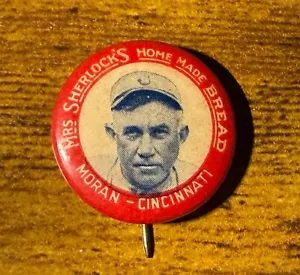 MRS SHERLOCK'S HOME MADE BREAD
MORAN - CINCINNATI